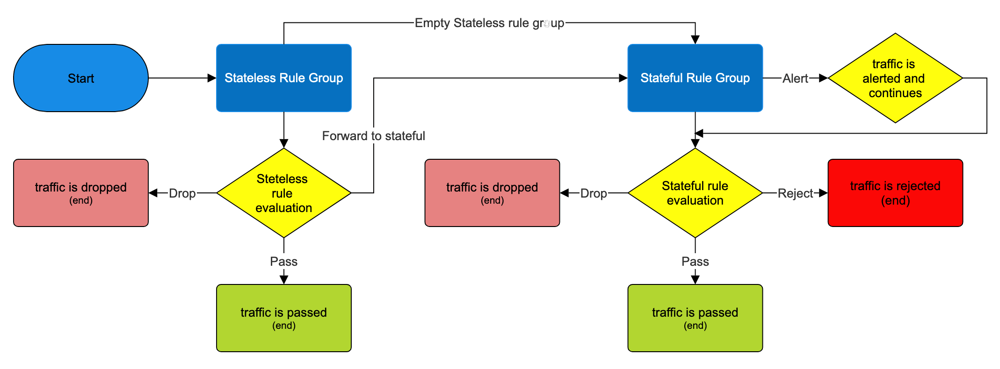 Empty Stateless rule group
Start
Stateless Rule Group
Stateful Rule Group
Alert
traffic is
alerted and
continues
Forward to stateful
traffic is dropped
(end)
Drop
Steteless
rule
evaluation
traffic is dropped
(end)
Drop
Stateful rule
evaluation
Reject
traffic is rejected
(end)
Pass
Pass
traffic is passed
(end)
traffic is passed
(end)